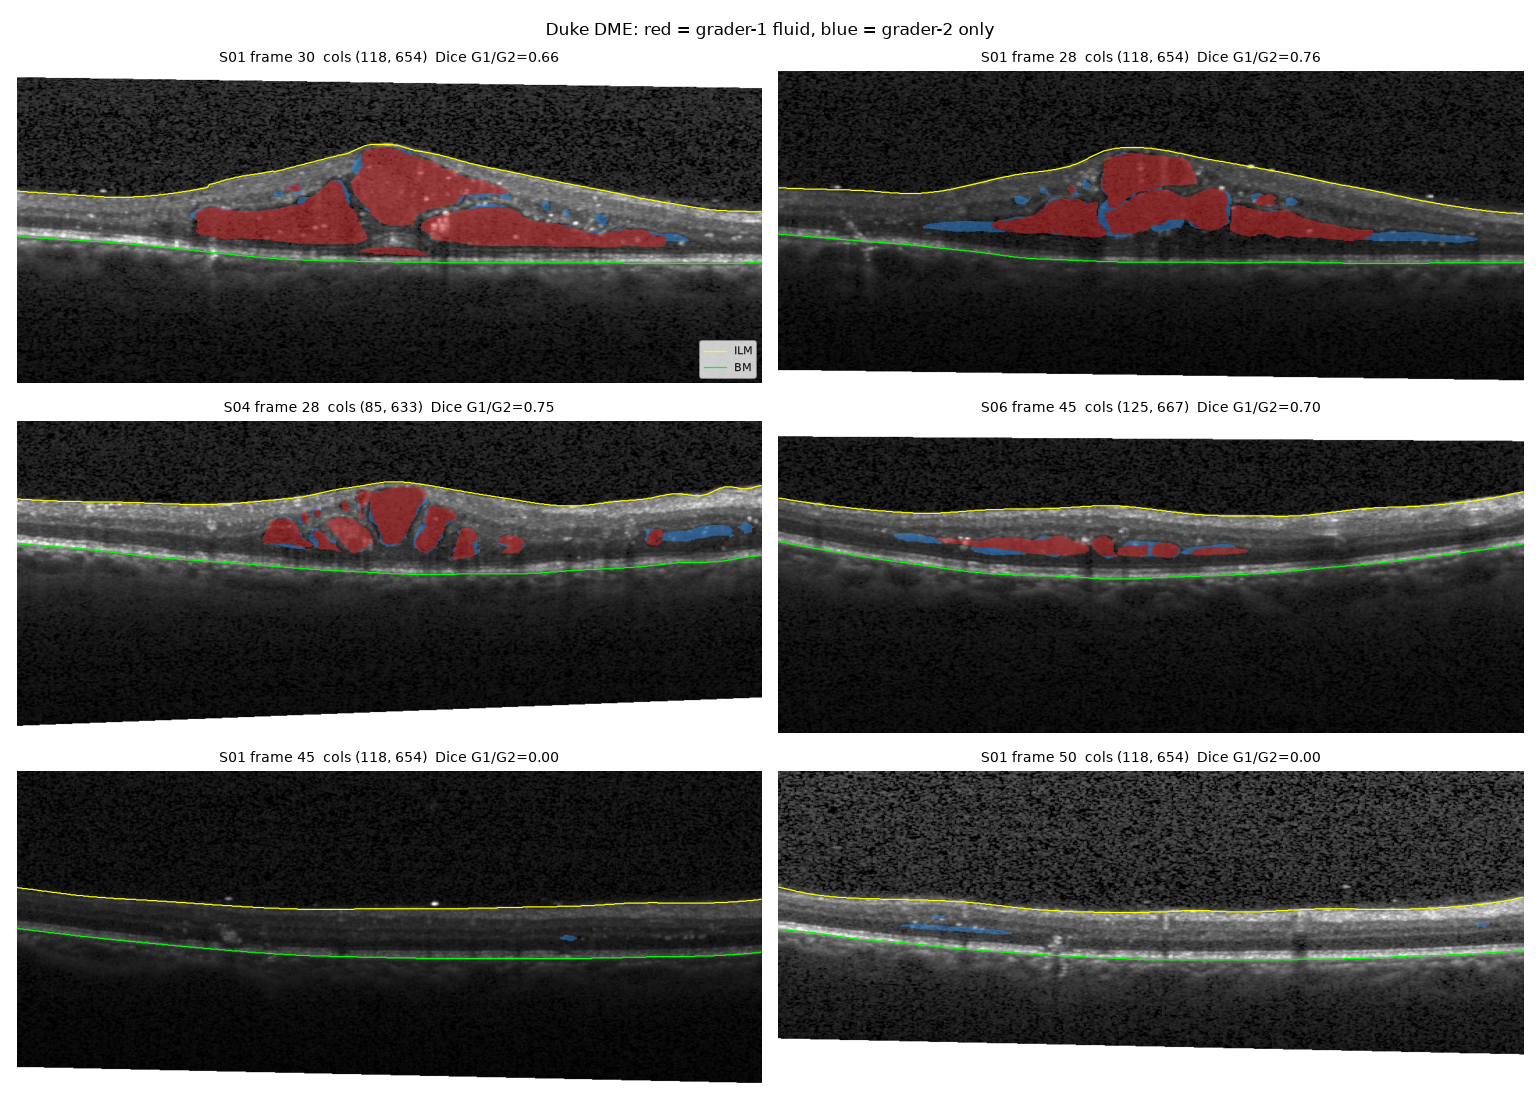 Duke DME: red = grader-1 fluid, blue = grader-2 only
S01 frame 30  cols (118, 654)  Dice G1/G2=0.66
S01 frame 28  cols (118, 654)  Dice G1/G2=0.76
ILM
BM
S04 frame 28  cols (85, 633)  Dice G1/G2=0.75
S06 frame 45  cols (125, 667)  Dice G1/G2=0.70
S01 frame 45  cols (118, 654)  Dice G1/G2=0.00
S01 frame 50  cols (118, 654)  Dice G1/G2=0.00